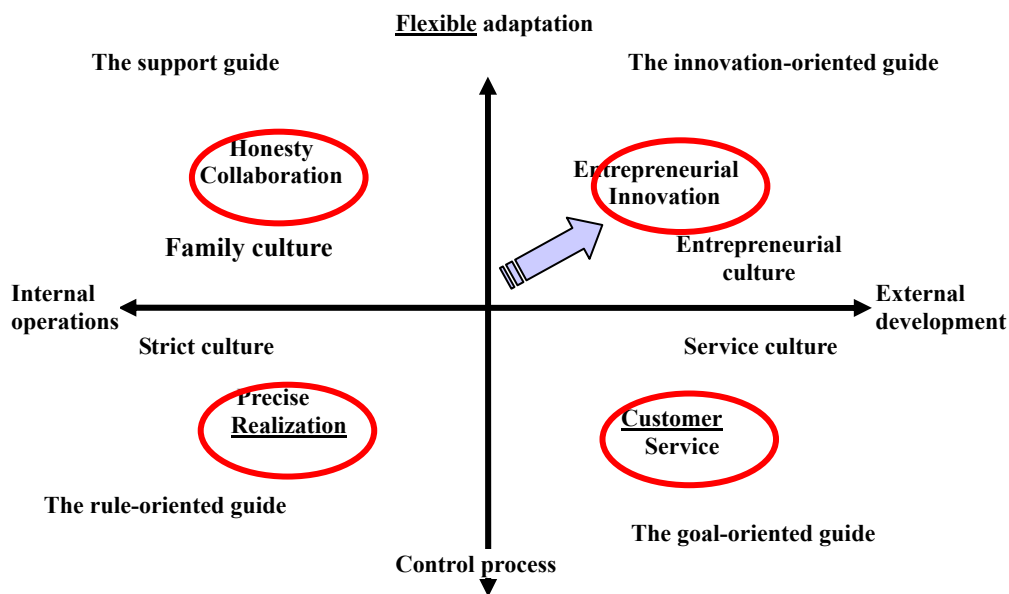 Flexible adaptation
The support guide
The innovation-oriented guide
Honesty
Collaboration
Entrepreneurial
Innovation
Family culture
Entrepreneurial
culture
Internal
operations
External
development
Strict culture
Service culture
Precise
Realization
Customer
Service
The rule-oriented guide
The goal-oriented guide
Control process